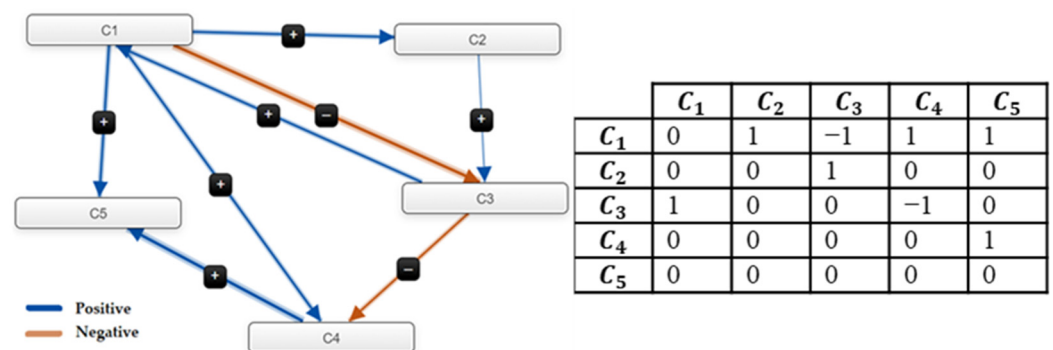 C1
+
C2
+
+
−
+
+
C3
C5
+
−
+
C4
Positive
Negative
C1 C2 C3 C4 C5
C1 0 1 −1 1 1
C2 0 0 1 0 0
C3 1 0 0 −1 0
C4 0 0 0 0 1
C5 0 0 0 0 0